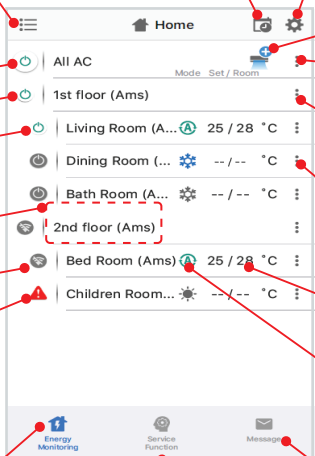 Home
All AC
Mode Set / Room
1st floor (Ams)
Living Room (A... A 25 / 28 °C
Dining Room (... -- / -- °C
Bath Room (A... -- / -- °C
2nd floor (Ams)
Bed Room (Ams) A 25 / 28 °C
Children Room... -- / -- °C
Energy Monitoring
Service Function
Message